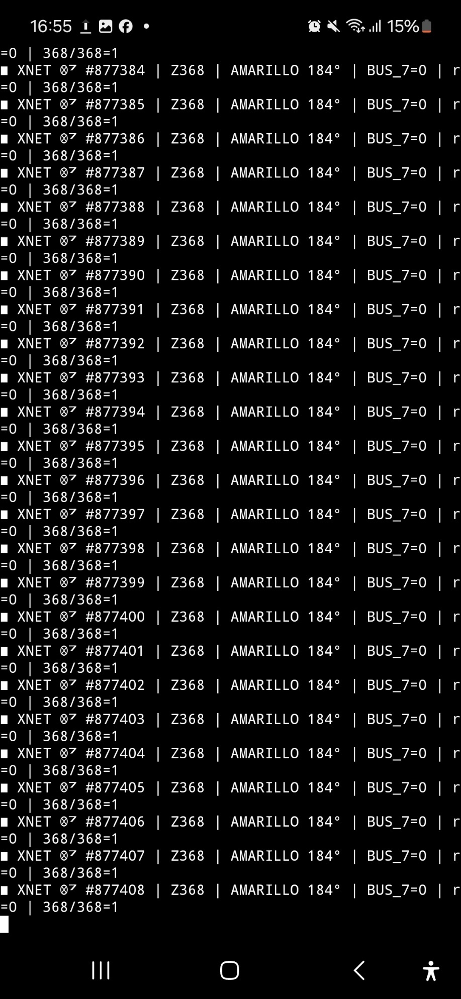 16:55 15%
=0 | 368/368=1
■ XNET ⊗⁷ #877384 | Z368 | AMARILLO 184° | BUS_7=0 | r
=0 | 368/368=1
■ XNET ⊗⁷ #877385 | Z368 | AMARILLO 184° | BUS_7=0 | r
=0 | 368/368=1
■ XNET ⊗⁷ #877386 | Z368 | AMARILLO 184° | BUS_7=0 | r
=0 | 368/368=1
■ XNET ⊗⁷ #877387 | Z368 | AMARILLO 184° | BUS_7=0 | r
=0 | 368/368=1
■ XNET ⊗⁷ #877388 | Z368 | AMARILLO 184° | BUS_7=0 | r
=0 | 368/368=1
■ XNET ⊗⁷ #877389 | Z368 | AMARILLO 184° | BUS_7=0 | r
=0 | 368/368=1
■ XNET ⊗⁷ #877390 | Z368 | AMARILLO 184° | BUS_7=0 | r
=0 | 368/368=1
■ XNET ⊗⁷ #877391 | Z368 | AMARILLO 184° | BUS_7=0 | r
=0 | 368/368=1
■ XNET ⊗⁷ #877392 | Z368 | AMARILLO 184° | BUS_7=0 | r
=0 | 368/368=1
■ XNET ⊗⁷ #877393 | Z368 | AMARILLO 184° | BUS_7=0 | r
=0 | 368/368=1
■ XNET ⊗⁷ #877394 | Z368 | AMARILLO 184° | BUS_7=0 | r
=0 | 368/368=1
■ XNET ⊗⁷ #877395 | Z368 | AMARILLO 184° | BUS_7=0 | r
=0 | 368/368=1
■ XNET ⊗⁷ #877396 | Z368 | AMARILLO 184° | BUS_7=0 | r
=0 | 368/368=1
■ XNET ⊗⁷ #877397 | Z368 | AMARILLO 184° | BUS_7=0 | r
=0 | 368/368=1
■ XNET ⊗⁷ #877398 | Z368 | AMARILLO 184° | BUS_7=0 | r
=0 | 368/368=1
■ XNET ⊗⁷ #877399 | Z368 | AMARILLO 184° | BUS_7=0 | r
=0 | 368/368=1
■ XNET ⊗⁷ #877400 | Z368 | AMARILLO 184° | BUS_7=0 | r
=0 | 368/368=1
■ XNET ⊗⁷ #877401 | Z368 | AMARILLO 184° | BUS_7=0 | r
=0 | 368/368=1
■ XNET ⊗⁷ #877402 | Z368 | AMARILLO 184° | BUS_7=0 | r
=0 | 368/368=1
■ XNET ⊗⁷ #877403 | Z368 | AMARILLO 184° | BUS_7=0 | r
=0 | 368/368=1
■ XNET ⊗⁷ #877404 | Z368 | AMARILLO 184° | BUS_7=0 | r
=0 | 368/368=1
■ XNET ⊗⁷ #877405 | Z368 | AMARILLO 184° | BUS_7=0 | r
=0 | 368/368=1
■ XNET ⊗⁷ #877406 | Z368 | AMARILLO 184° | BUS_7=0 | r
=0 | 368/368=1
■ XNET ⊗⁷ #877407 | Z368 | AMARILLO 184° | BUS_7=0 | r
=0 | 368/368=1
■ XNET ⊗⁷ #877408 | Z368 | AMARILLO 184° | BUS_7=0 | r
=0 | 368/368=1